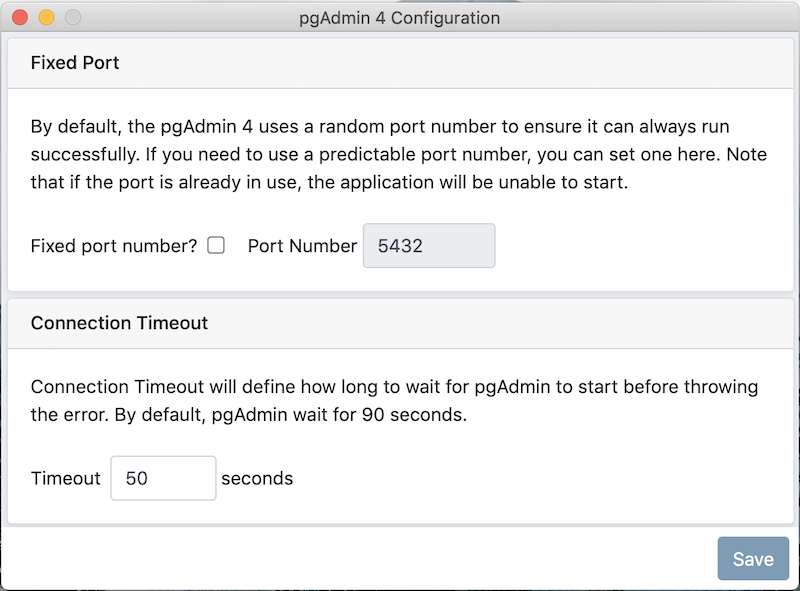 pgAdmin 4 Configuration
Fixed Port
By default, the pgAdmin 4 uses a random port number to ensure it can always run
successfully. If you need to use a predictable port number, you can set one here. Note
that if the port is already in use, the application will be unable to start.
Fixed port number? Port Number 5432
Connection Timeout
Connection Timeout will define how long to wait for pgAdmin to start before throwing
the error. By default, pgAdmin wait for 90 seconds.
Timeout 50 seconds
Save